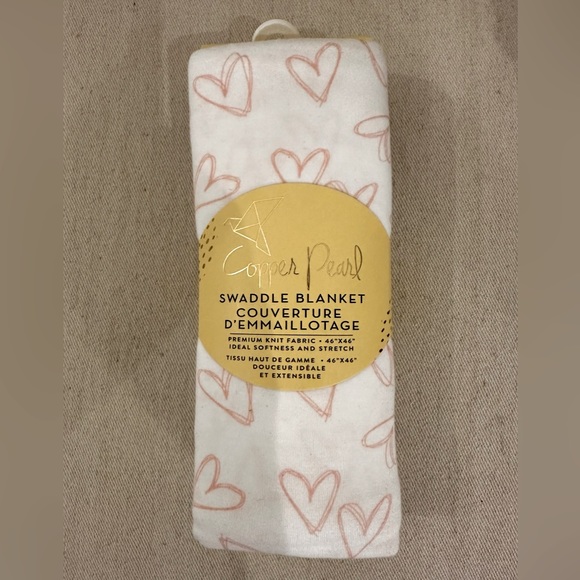 Copper Pearl
SWADDLE BLANKET
COUVERTURE
D'EMMAILLOTAGE
PREMIUM KNIT FABRIC • 46"X46"
IDEAL SOFTNESS AND STRETCH
TISSU HAUT DE GAMME • 46"X46"
DOUCEUR IDÉALE
ET EXTENSIBLE